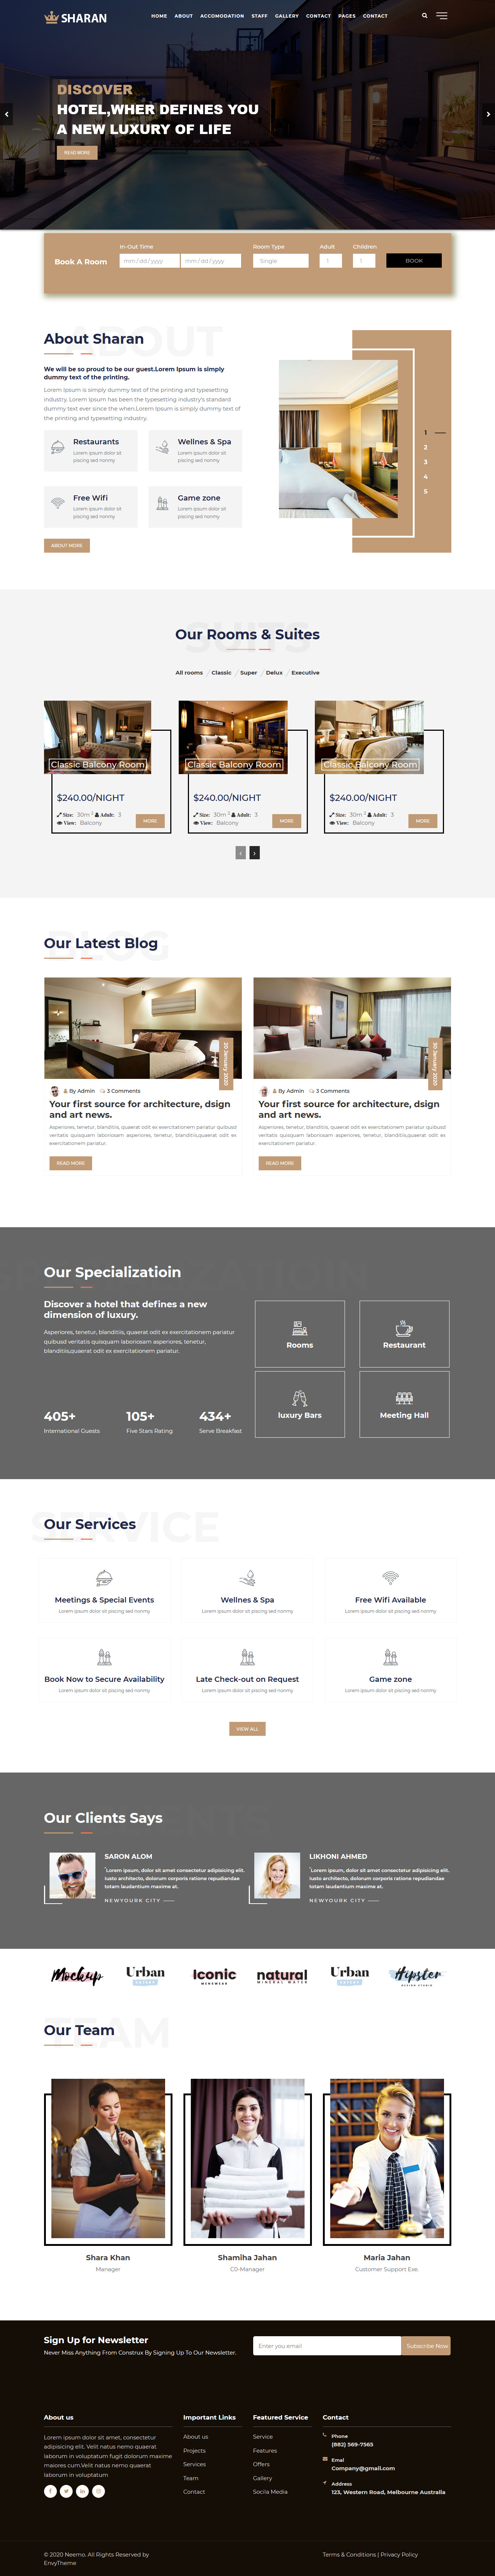 SHARAN
HOME ABOUT ACCOMODATION STAFF GALLERY CONTACT PAGES CONTACT
DISCOVER
HOTEL,WHER DEFINES YOU
A NEW LUXURY OF LIFE
READ MORE
Book A Room
In-Out Time
Room Type
Adult
Children
mm/dd/yyyy
mm/dd/yyyy
Single
1
1
BOOK
ABOUT
About Sharan
We will be so proud to be our guest.Lorem Ipsum is simply
dummy text of the printing.
Lorem Ipsum is simply dummy text of the printing and typesetting
industry. Lorem Ipsum has been the typesetting industry's standard
dummy text ever since the when.Lorem Ipsum is simply dummy text of
the printing and typesetting industry.
Restaurants
Lorem ipsum dolor sit
piscing sed nonmy
Wellnes & Spa
Lorem ipsum dolor sit
piscing sed nonmy
Free Wifi
Lorem ipsum dolor sit
piscing sed nonmy
Game zone
Lorem ipsum dolor sit
piscing sed nonmy
ABOUT MORE
1
2
3
4
5
SUITS
Our Rooms & Suites
All rooms / Classic / Super / Delux / Executive
Classic Balcony Room
$240.00/NIGHT
Size: 30m 2 Adult: 3
View: Balcony
MORE
Classic Balcony Room
$240.00/NIGHT
Size: 30m 2 Adult: 3
View: Balcony
MORE
Classic Balcony Room
$240.00/NIGHT
Size: 30m 2 Adult: 3
View: Balcony
MORE
BLOG
Our Latest Blog
20 January, 2020
By Admin 3 Comments
Your first source for architecture, dsign
and art news.
Asperiores, tenetur, blanditiis, quaerat odit ex exercitationem pariatur quibusd
veritatis quisquam laboriosam asperiores, tenetur, blanditiis,quaerat odit ex
exercitationem pariatur.
READ MORE
30 January, 2020
By Admin 3 Comments
Your first source for architecture, dsign
and art news.
Asperiores, tenetur, blanditiis, quaerat odit ex exercitationem pariatur quibusd
veritatis quisquam laboriosam asperiores, tenetur, blanditiis,quaerat odit ex
exercitationem pariatur.
READ MORE
Our Specializatioin
Discover a hotel that defines a new
dimension of luxury.
Asperiores, tenetur, blanditiis, quaerat odit ex exercitationem pariatur
quibusd veritatis quisquam laboriosam asperiores, tenetur,
blanditiis,quaerat odit ex exercitationem pariatur.
405+
International Guests
105+
Five Stars Rating
434+
Serve Breakfast
Rooms
Restaurant
luxury Bars
Meeting Hall
SERVICE
Our Services
Meetings & Special Events
Lorem ipsum dolor sit piscing sed nonmy
Wellnes & Spa
Lorem ipsum dolor sit piscing sed nonmy
Free Wifi Available
Lorem ipsum dolor sit piscing sed nonmy
Book Now to Secure Availability
Lorem ipsum dolor sit piscing sed nonmy
Late Check-out on Request
Lorem ipsum dolor sit piscing sed nonmy.
Game zone
Lorem ipsum dolor sit piscing sed nonmy.
VIEW ALL
Our Clients Says
SARON ALOM
"Lorem ipsum, dolor sit amet consectetur adipisicing elit.
Iusto architecto, dolorum corporis ratione repudiandae
totam laudantium maxime at.
NEWYOURK CITY
LIKHONI AHMED
"Lorem ipsum, dolor sit amet consectetur adipisicing elit.
Iusto architecto, dolorum corporis ratione repudiandae
totam laudantium maxime at.
NEWYOURK CITY
Mockup
Urban
Iconic
MENSWEAR
natural
MINERAL WATER
Urban
Hipster
DESIGN STUDIO
TEAM
Our Team
Shara Khan
Manager
Shamiha Jahan
C0-Manager
Maria Jahan
Customer Support Exe.
Sign Up for Newsletter
Never Miss Anything From Construx By Signing Up To Our Newsletter.
Enter you email
Subscribe Now
About us
Lorem ipsum dolor sit amet, consectetur
adipisicing elit. Velit natus nemo quaerat
laborum in voluptatum fugit dolorum maxime
maiores cum.Velit natus nemo quaerat
laborum in voluptatum
Important Links
About us
Projects
Services
Team
Contact
Featured Service
Service
Features
Offers
Gallery
Socila Media
Contact
Phone
(882) 569-7565
Emal
Company@gmail.com
Address
123, Western Road, Melbourne Australia
© 2020 Neemo. All Rights Reserved by
EnvyTheme
Terms & Conditions | Privacy Policy